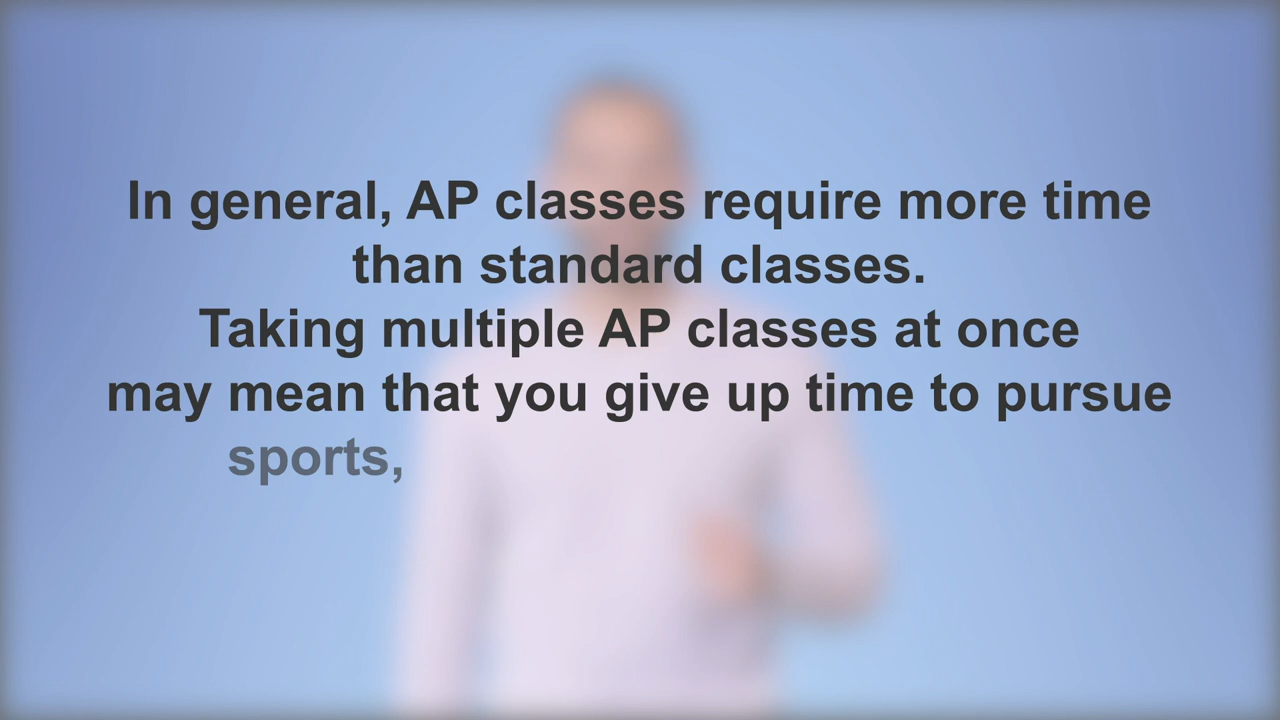 In general, AP classes require more time
than standard classes.
Taking multiple AP classes at once
may mean that you give up time to pursue
sports,